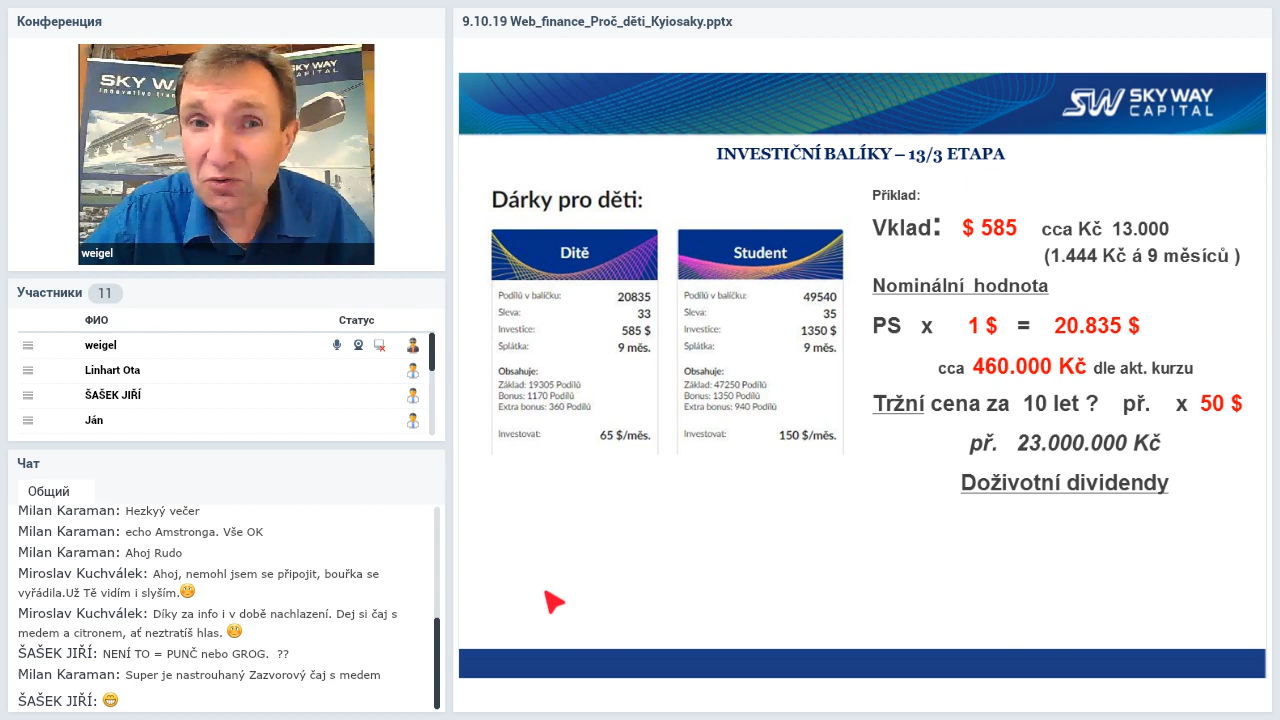 Конференция
SKY WA
innovative tran
KY WAY
CAPITAL
weigel
Участники 11
ФИО Статус
weigel
Linhart Ota
ŠAŠEK JIŘÍ
Ján
Чат
Общий
Milan Karaman: Hezkyý večer
Milan Karaman: echo Amstronga. Vše OK
Milan Karaman: Ahoj Rudo
Miroslav Kuchválek: Ahoj, nemohl jsem se připojit, bouřka se
vyřádila.Už Tě vidím i slyším.
Miroslav Kuchválek: Díky za info i v době nachlazení. Dej si čaj s
medem a citronem, ať neztratíš hlas.
ŠAŠEK JIŘÍ: NENÍ TO = PUNČ nebo GROG. ??
Milan Karaman: Super je nastrouhaný Zazvorový čaj s medem
ŠAŠEK JIŘÍ:
9.10.19 Web_finance_Proč_děti_Kyiosaky.pptx
SW SKY WAY
CAPITAL
INVESTIČNÍ BALÍKY – 13/3 ETAPA
Dárky pro děti:
Ditě
Podílů v balíčku: 20835
Sleva: 33
Investice: 585 $
Splátka: 9 měs.
Obsahuje:
Základ: 19305 Podílů
Bonus: 1170 Podílů
Extra bonus: 360 Podílů
Investovat: 65 $/měs.
Student
Podílů v balíčku: 49540
Sleva: 35
Investice: 1350 $
Splátka: 9 měs.
Obsahuje:
Základ: 47250 Podílů
Bonus: 1350 Podílů
Extra bonus: 940 Podílů
Investovat: 150 $/měs.
Příklad:
Vklad: $ 585 cca Kč 13.000
(1.444 Kč á 9 měsíců )
Nominální hodnota
PS x 1 $ = 20.835 $
cca 460.000 Kč dle akt. kurzu
Tržní cena za 10 let ? př. x 50 $
př. 23.000.000 Kč
Doživotní dividendy